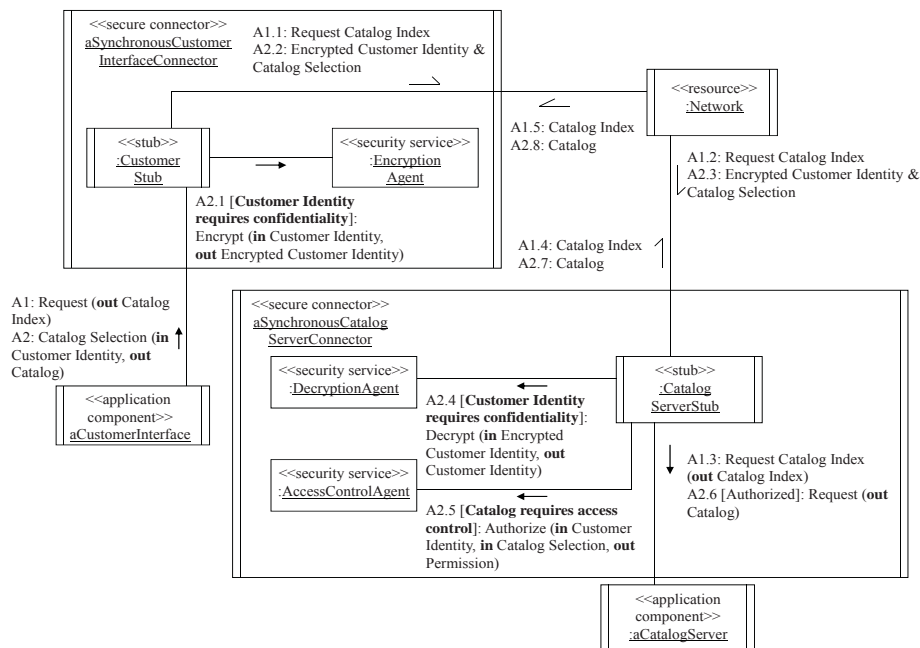 <<secure connector>>
aSynchronousCustomer
InterfaceConnector
A1.1: Request Catalog Index
A2.2: Encrypted Customer Identity &
Catalog Selection
<<resource>>
:Network
A1.5: Catalog Index
A2.8: Catalog
<<stub>>
:Customer
Stub
<<security service>>
:Encryption
Agent
A1.2: Request Catalog Index
A2.3: Encrypted Customer Identity &
Catalog Selection
A2.1 [Customer Identity
requires confidentiality]:
Encrypt (in Customer Identity,
out Encrypted Customer Identity)
A1.4: Catalog Index
A2.7: Catalog
A1: Request (out Catalog
Index)
A2: Catalog Selection (in
Customer Identity, out
Catalog)
<<application
component>>
aCustomerInterface
<<secure connector>>
aSynchronousCatalog
ServerConnector
<<security service>>
:DecryptionAgent
<<stub>>
:Catalog
ServerStub
A2.4 [Customer Identity
requires confidentiality]:
Decrypt (in Encrypted
Customer Identity, out
Customer Identity)
<<security service>>
:AccessControlAgent
A1.3: Request Catalog Index
(out Catalog Index)
A2.6 [Authorized]: Request (out
Catalog)
A2.5 [Catalog requires access
control]: Authorize (in Customer
Identity, in Catalog Selection, out
Permission)
<<application
component>>
:aCatalogServer